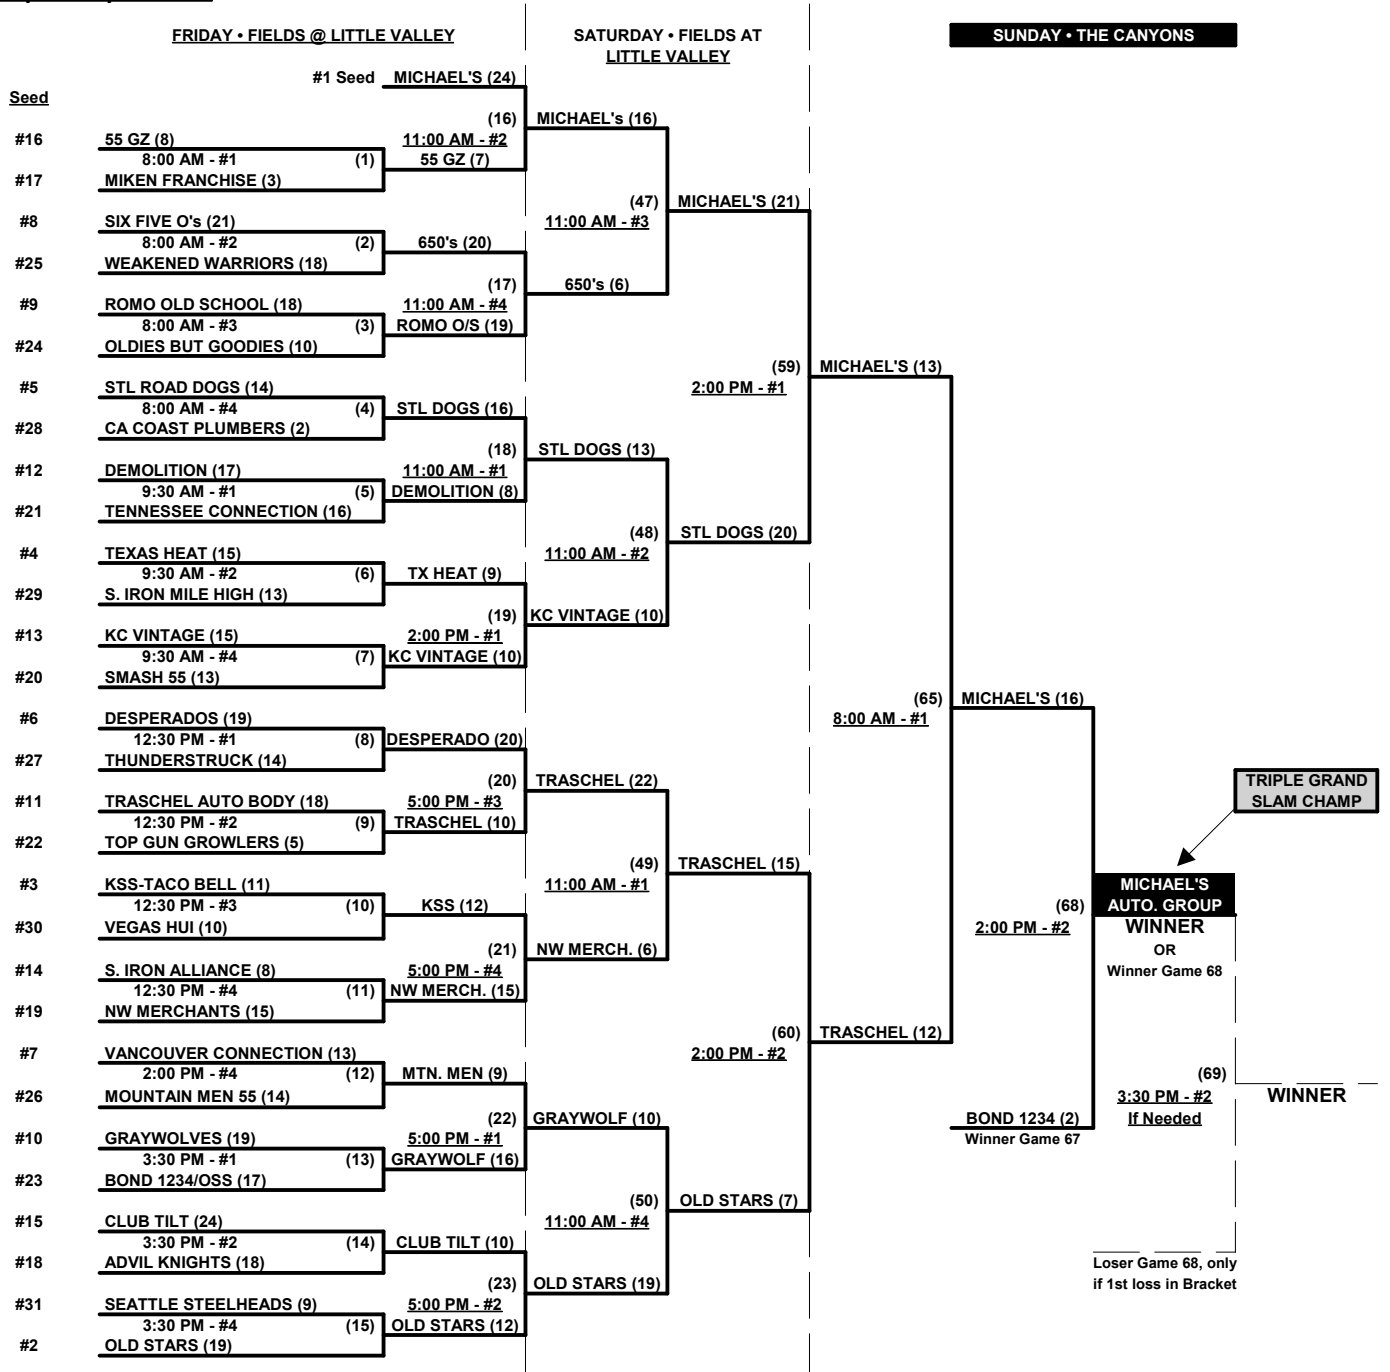 FRIDAY • FIELDS @ LITTLE VALLEY
SATURDAY • FIELDS AT
LITTLE VALLEY
SUNDAY • THE CANYONS
#1 Seed MICHAEL'S (24)
Seed
(16) MICHAEL's (16)
#16 55 GZ (8) 11:00 AM - #2
8:00 AM - #1 (1) 55 GZ (7)
#17 MIKEN FRANCHISE (3)
(47) MICHAEL'S (21)
#8 SIX FIVE O's (21) 11:00 AM - #3
8:00 AM - #2 (2) 650's (20)
#25 WEAKENED WARRIORS (18)
(17) 650's (6)
#9 ROMO OLD SCHOOL (18) 11:00 AM - #4
8:00 AM - #3 (3) ROMO O/S (19)
#24 OLDIES BUT GOODIES (10)
(59) MICHAEL'S (13)
#5 STL ROAD DOGS (14) 2:00 PM - #1
8:00 AM - #4 (4) STL DOGS (16)
#28 CA COAST PLUMBERS (2)
(18) STL DOGS (13)
#12 DEMOLITION (17) 11:00 AM - #1
9:30 AM - #1 (5) DEMOLITION (8)
#21 TENNESSEE CONNECTION (16)
(48) STL DOGS (20)
#4 TEXAS HEAT (15) 11:00 AM - #2
9:30 AM - #2 (6) TX HEAT (9)
#29 S. IRON MILE HIGH (13)
(19) KC VINTAGE (10)
#13 KC VINTAGE (15) 2:00 PM - #1
9:30 AM - #4 (7) KC VINTAGE (10)
#20 SMASH 55 (13)
(65) MICHAEL'S (16)
#6 DESPERADOS (19) 8:00 AM - #1
12:30 PM - #1 (8) DESPERADO (20)
#27 THUNDERSTRUCK (14)
(20) TRASCHEL (22)
TRIPLE GRAND
SLAM CHAMP
#11 TRASCHEL AUTO BODY (18) 5:00 PM - #3
12:30 PM - #2 (9) TRASCHEL (10)
#22 TOP GUN GROWLERS (5)
(49) TRASCHEL (15)
#3 KSS-TACO BELL (11) 11:00 AM - #1
MICHAEL'S
AUTO. GROUP
12:30 PM - #3 (10) KSS (12) (68)
#30 VEGAS HUI (10) 2:00 PM - #2 WINNER
(21) NW MERCH. (6) OR
#14 S. IRON ALLIANCE (8) 5:00 PM - #4 Winner Game 68
12:30 PM - #4 (11) NW MERCH. (15)
#19 NW MERCHANTS (15)
(60) TRASCHEL (12)
#7 VANCOUVER CONNECTION (13) 2:00 PM - #2
2:00 PM - #4 (12) MTN. MEN (9) (69)
#26 MOUNTAIN MEN 55 (14) 3:30 PM - #2 WINNER
(22) GRAYWOLF (10) BOND 1234 (2) If Needed
#10 GRAYWOLVES (19) 5:00 PM - #1 Winner Game 67
3:30 PM - #1 (13) GRAYWOLF (16)
#23 BOND 1234/OSS (17)
(50) OLD STARS (7)
#15 CLUB TILT (24) 11:00 AM - #4
3:30 PM - #2 (14) CLUB TILT (10)
#18 ADVIL KNIGHTS (18) Loser Game 68, only
(23) OLD STARS (19) if 1st loss in Bracket
#31 SEATTLE STEELHEADS (9) 5:00 PM - #2
3:30 PM - #4 (15) OLD STARS (12)
#2 OLD STARS (19)